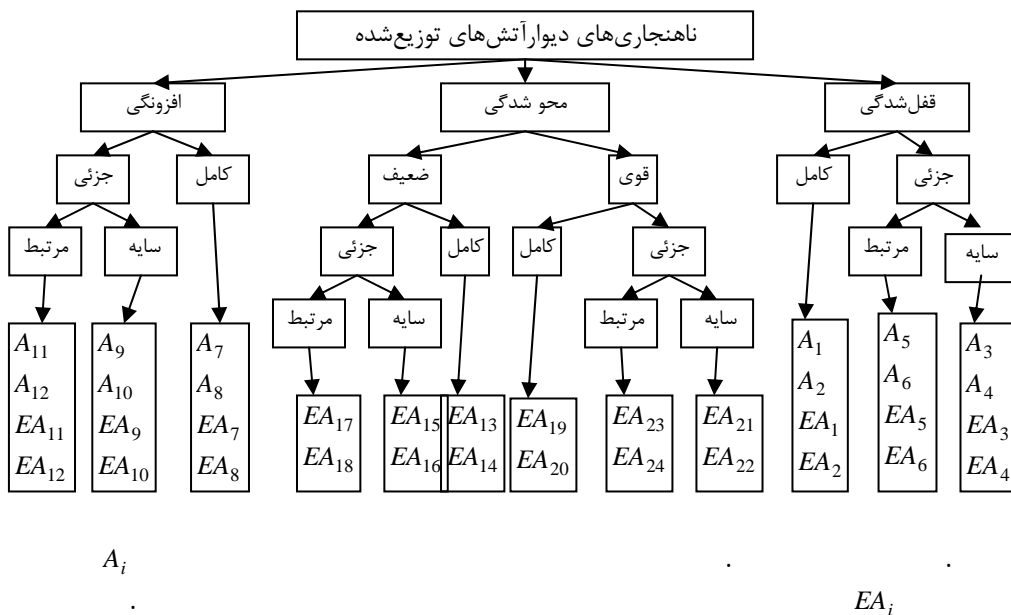 ناهنجاری‌های دیوارآتش‌های توزیع‌شده
قفل‌شدگی
محو شدگی
افزونگی
جزئی
کامل
قوی
ضعیف
کامل
جزئی
سایه
مرتبط
جزئی
کامل
کامل
جزئی
سایه
مرتبط
سایه
مرتبط
سایه
مرتبط
A₃
A₄
EA₃
EA₄
A₅
A₆
EA₅
EA₆
A₁
A₂
EA₁
EA₂
EA₂₁
EA₂₂
EA₂₃
EA₂₄
EA₁₉
EA₂₀
EA₁₃
EA₁₄
EA₁₅
EA₁₆
EA₁₇
EA₁₈
A₇
A₈
EA₇
EA₈
A₉
A₁₀
EA₉
EA₁₀
A₁₁
A₁₂
EA₁₁
EA₁₂
. . Aᵢ
EAᵢ .